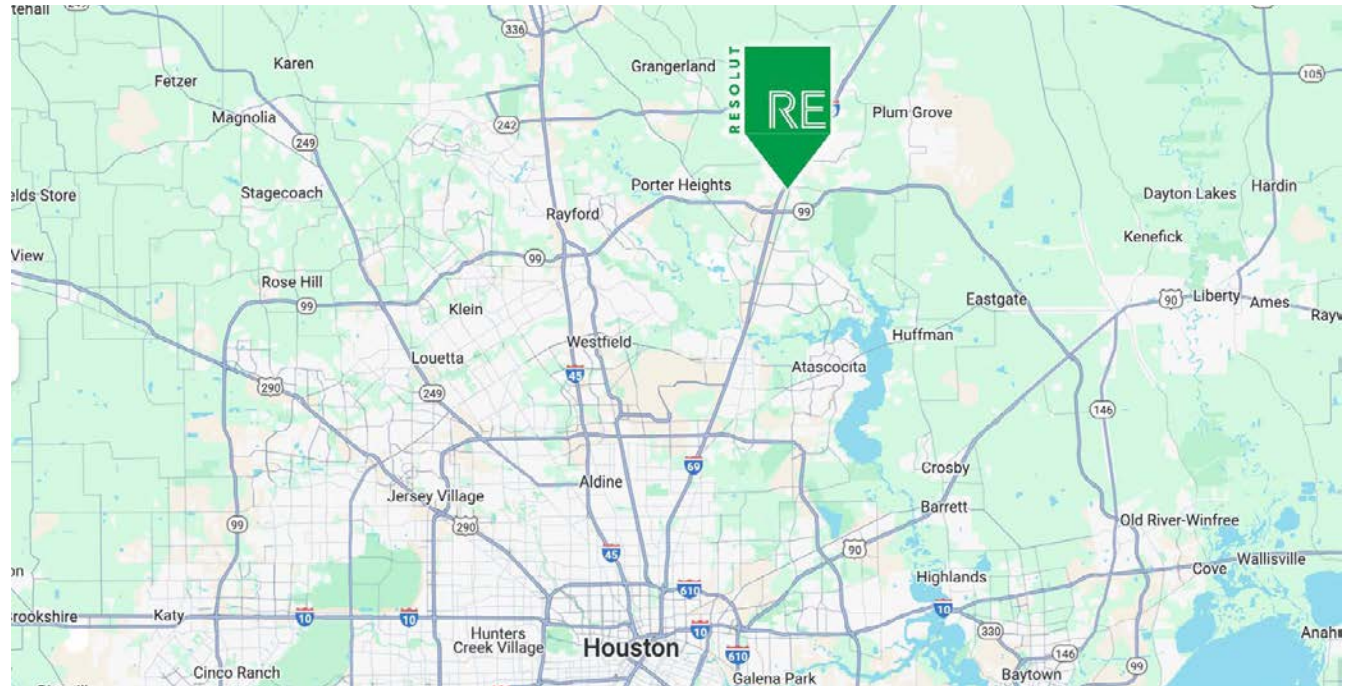 tehall
336
Karen
Grangerland
RESOLUT
RE
105
Fetzer
Magnolia
242
Plum Grove
249
elds Store
Stagecoach
Porter Heights
Dayton Lakes
Hardin
Rayford
99
Kenefick
View
99
Rose Hill
99
Klein
Eastgate
90
Liberty
Ames
Rayw
Westfield
Huffman
Louetta
Atascocita
45
290
249
146
Crosby
69
Aldine
Jersey Village
Barrett
99
290
Old River-Winfree
45
90
Wallisville
Cove
Highlands
610
rookshire
Katy
10
10
10
10
Hunters
Creek Village
Houston
330
Anahu
610
146
99
Cinco Ranch
Galena Park
Baytown